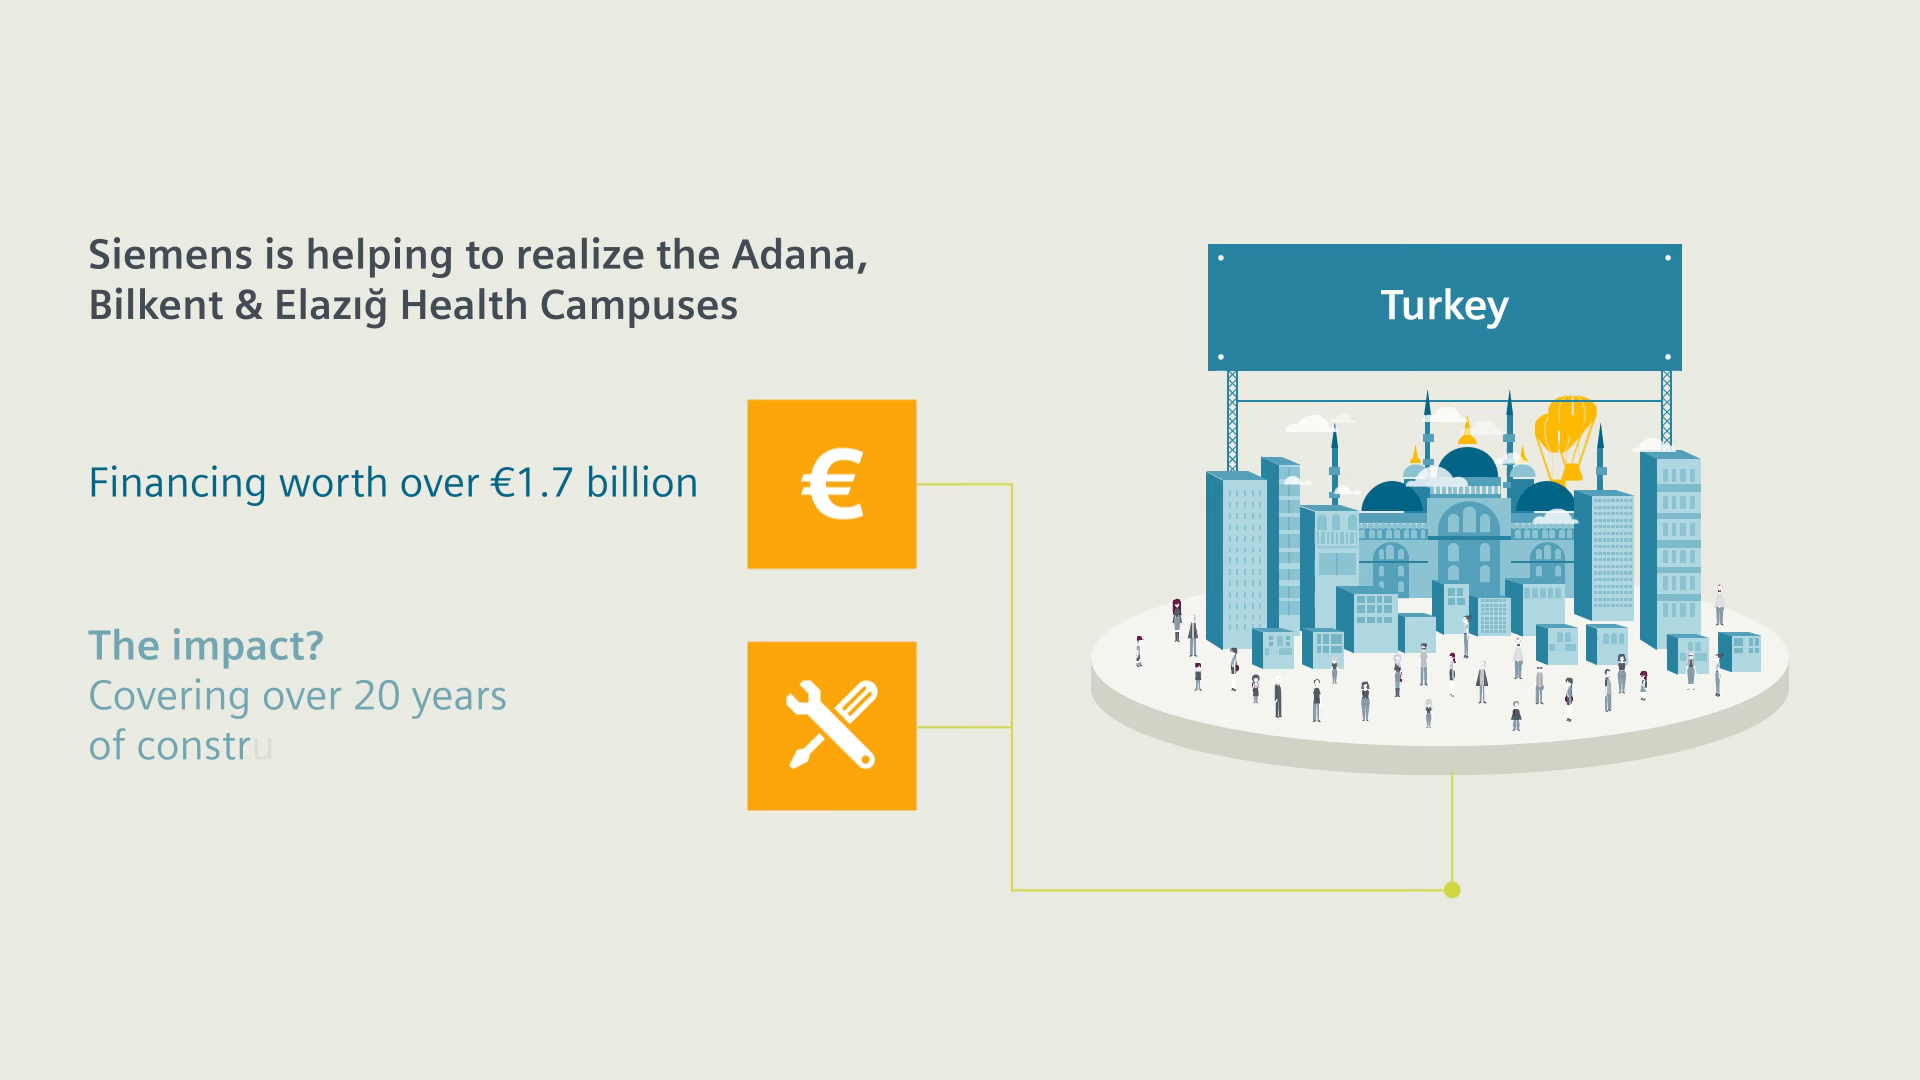 Siemens is helping to realize the Adana,
Bilkent & Elazığ Health Campuses
Financing worth over €1.7 billion
€
The impact?
Covering over 20 years
of constru
Turkey